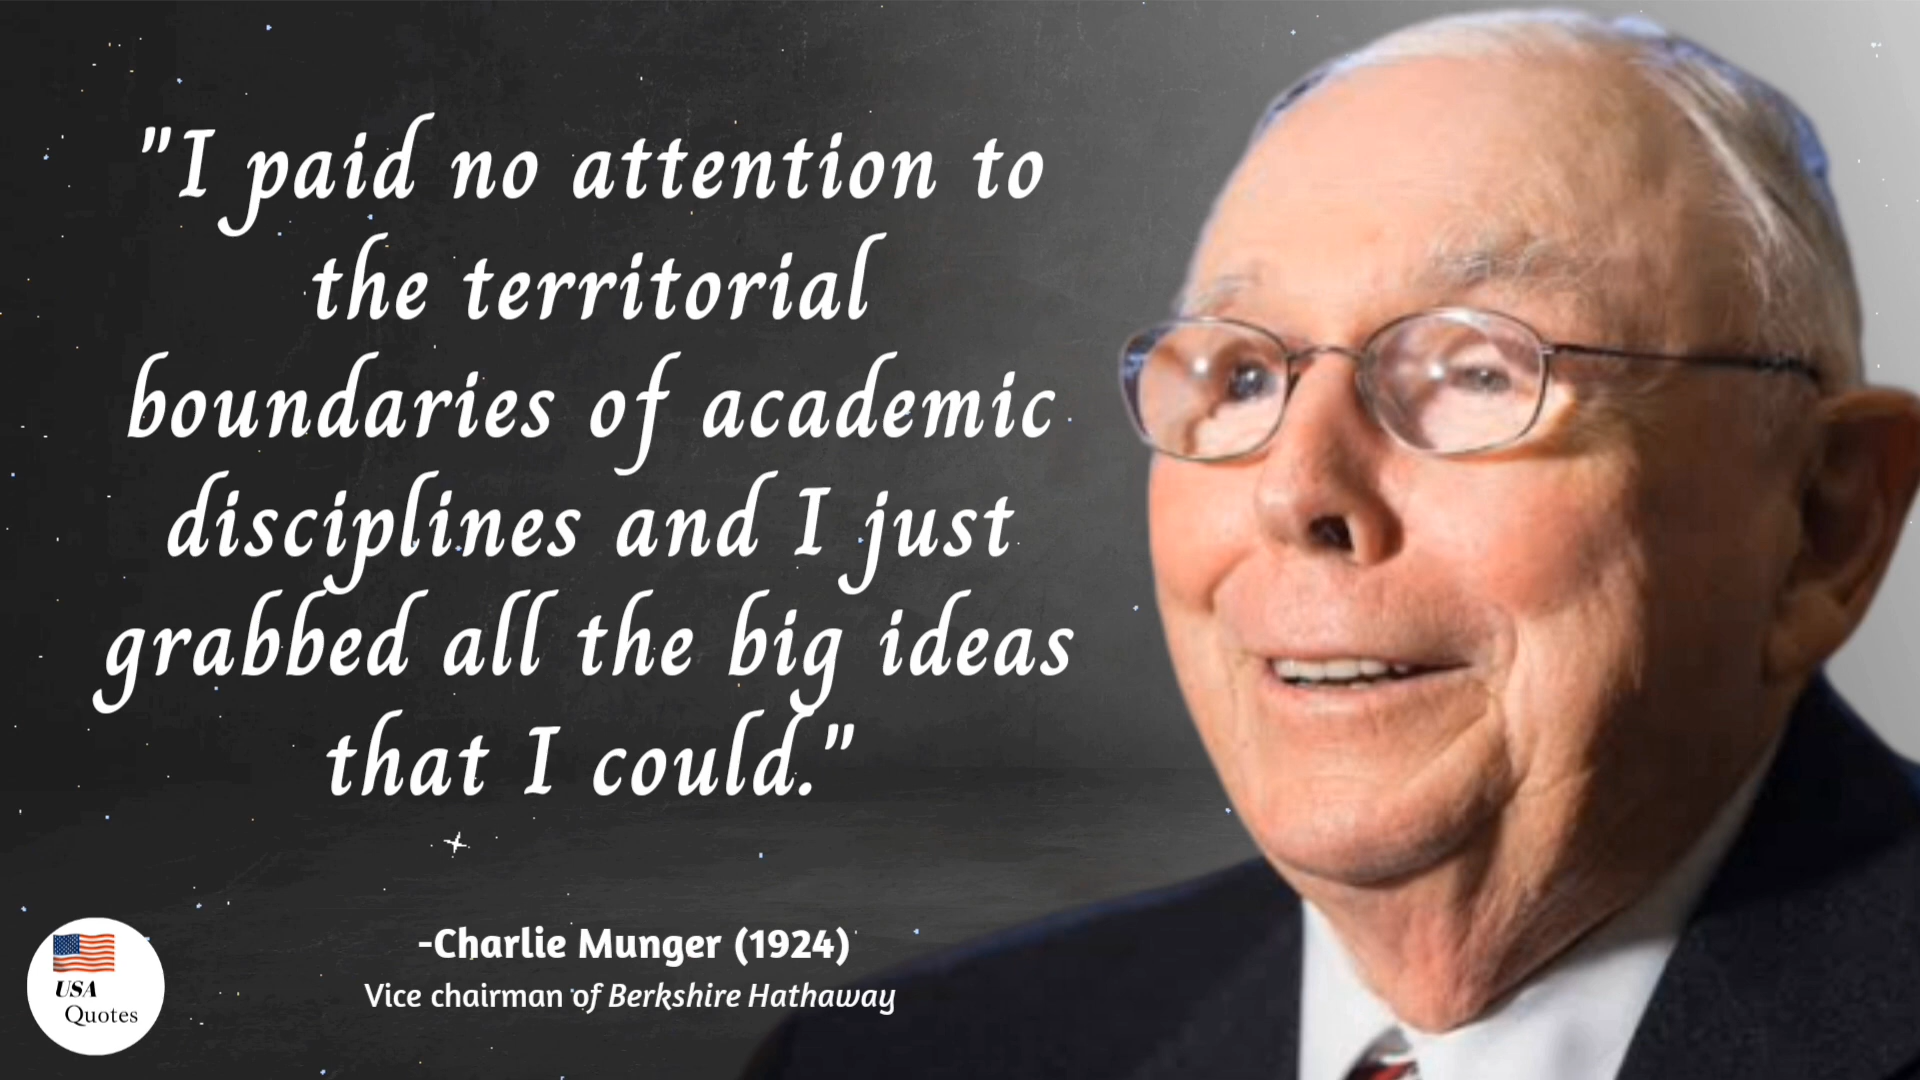 "I paid no attention to
the territorial
boundaries of academic
disciplines and I just
grabbed all the big ideas
that I could."
-Charlie Munger (1924)
Vice chairman of Berkshire Hathaway
USA
Quotes